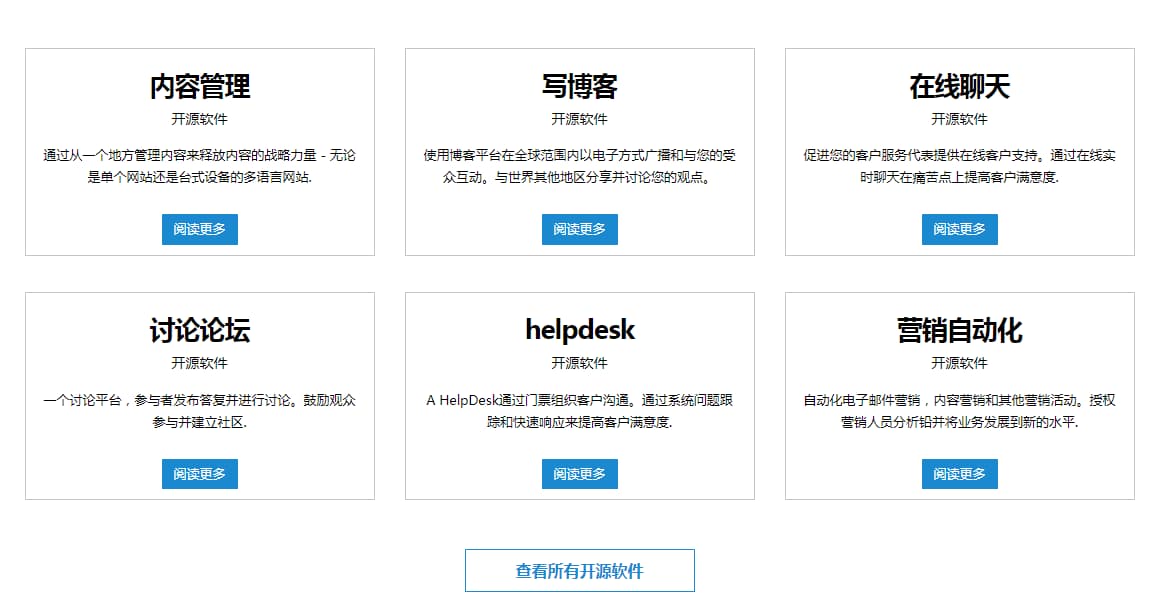 内容管理
开源软件
通过从一个地方管理内容来释放内容的战略力量 - 无论
是单个网站还是台式设备的多语言网站.
阅读更多
写博客
开源软件
使用博客平台在全球范围内以电子方式广播和与您的受
众互动。与世界其他地区分享并讨论您的观点。
阅读更多
在线聊天
开源软件
促进您的客户服务代表提供在线客户支持。通过在线实
时聊天在痛苦点上提高客户满意度.
阅读更多
讨论论坛
开源软件
一个讨论平台，参与者发布答复并进行讨论。鼓励观众
参与并建立社区.
阅读更多
helpdesk
开源软件
A HelpDesk通过门票组织客户沟通。通过系统问题跟
踪和快速响应来提高客户满意度.
阅读更多
营销自动化
开源软件
自动化电子邮件营销，内容营销和其他营销活动。授权
营销人员分析铅并将业务发展到新的水平.
阅读更多
查看所有开源软件